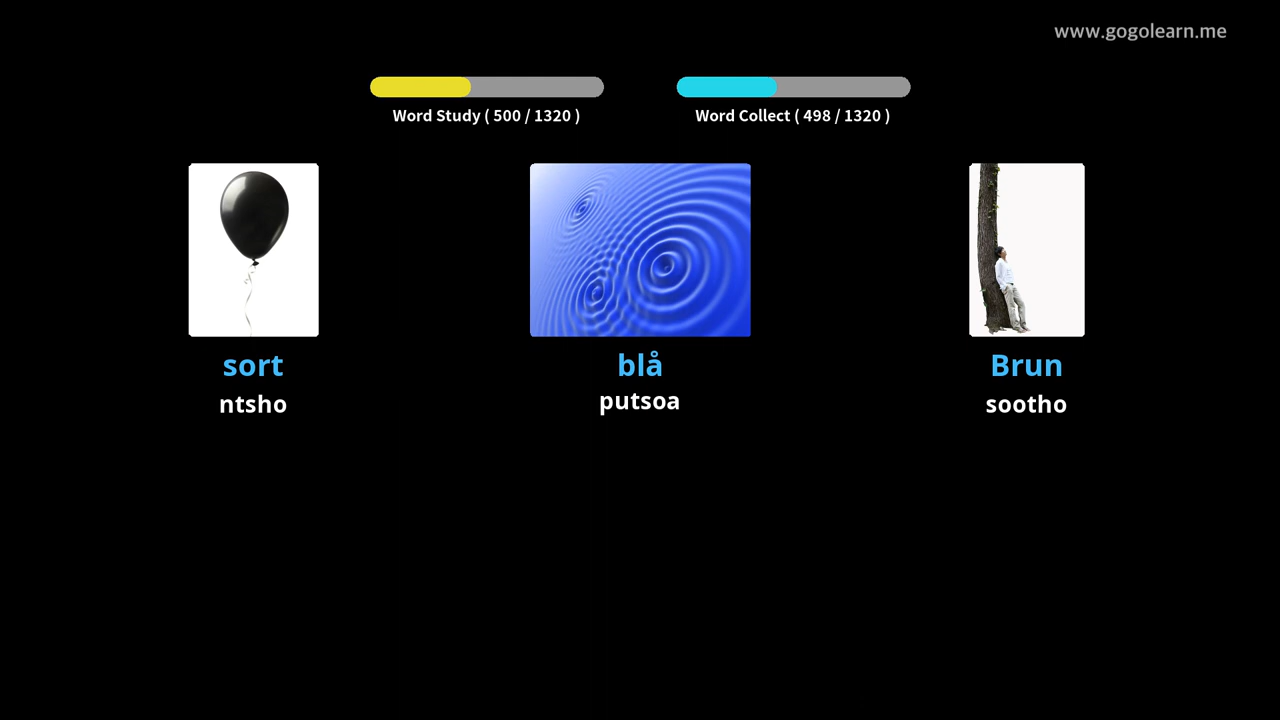 www.gogolearn.me
Word Study ( 500 / 1320 )
Word Collect ( 498 / 1320 )
sort
ntsho
blå
putsoa
Brun
sootho